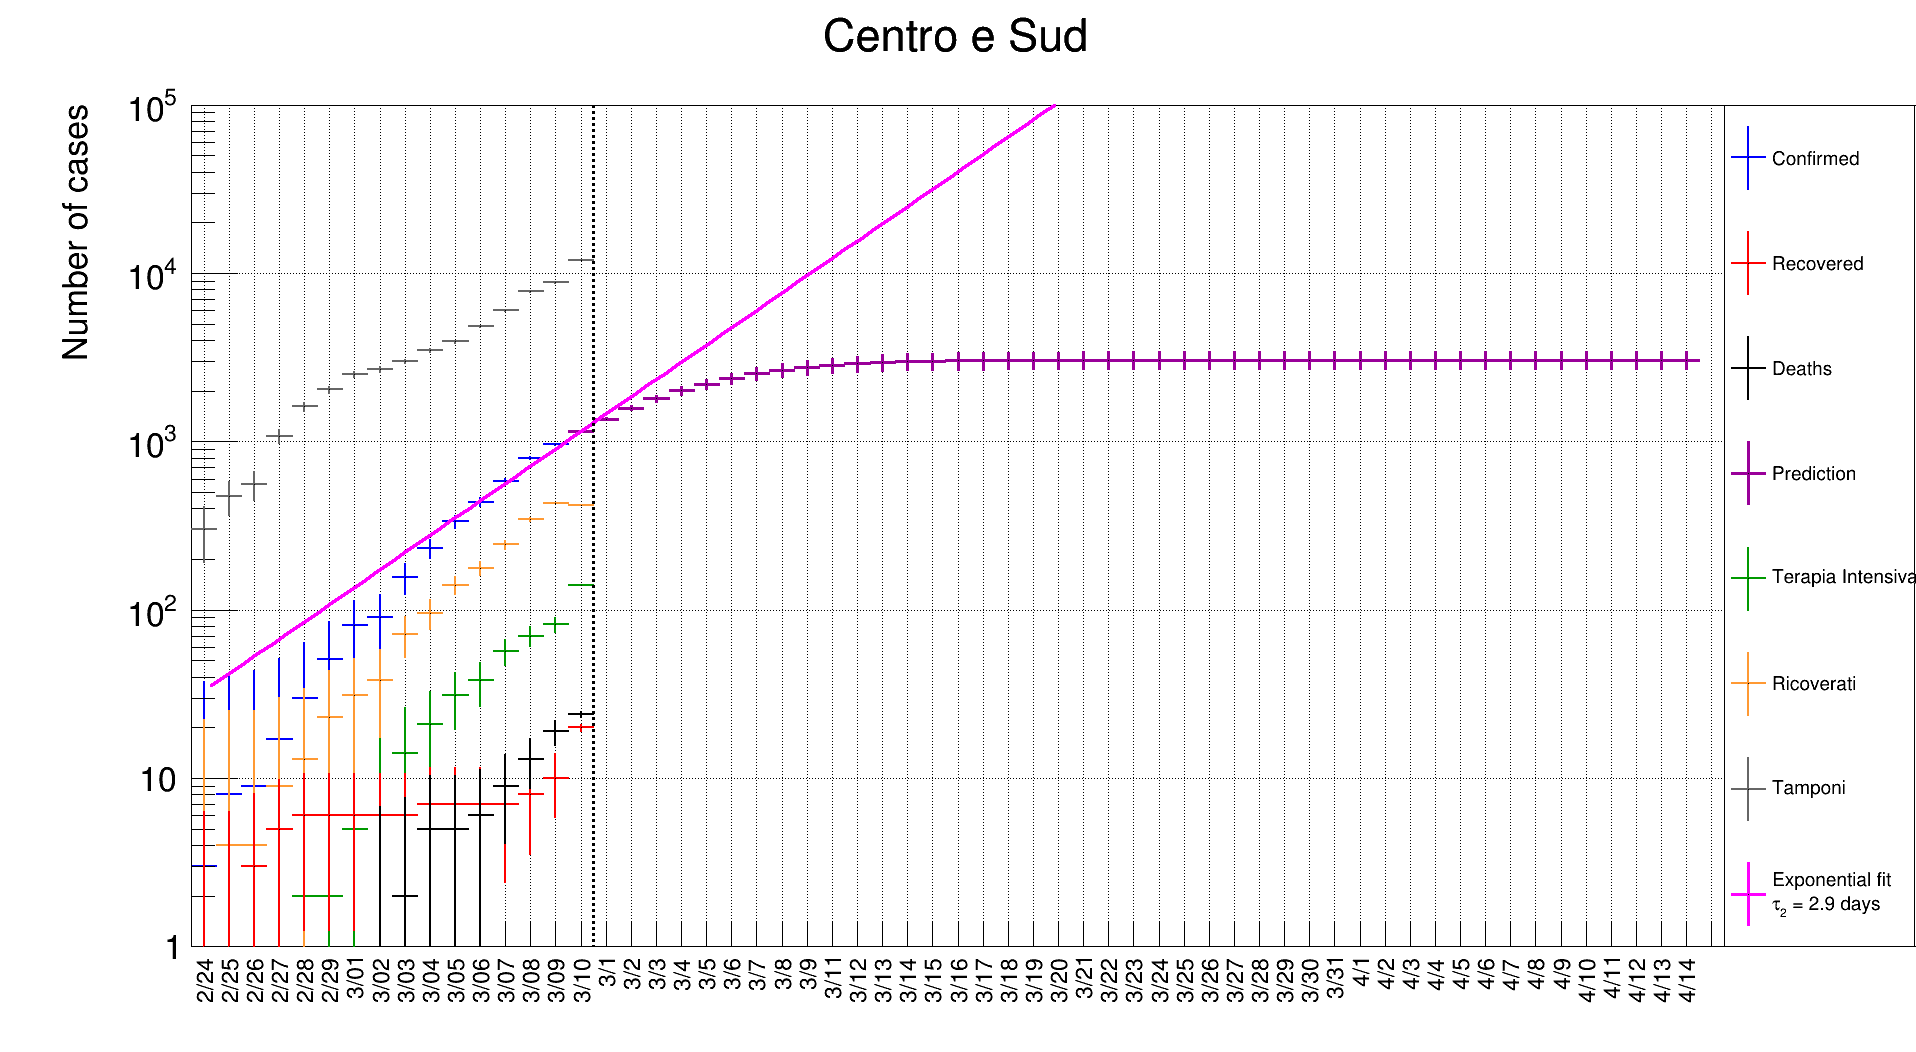 Centro e Sud
Number of cases
10^5
10^4
10^3
10^2
10
1
2/24 2/25 2/26 2/27 2/28 2/29 3/01 3/02 3/03 3/04 3/05 3/06 3/07 3/08 3/09 3/10 3/1 3/2 3/3 3/4 3/5 3/6 3/7 3/8 3/9 3/11 3/12 3/13 3/14 3/15 3/16 3/17 3/18 3/19 3/20 3/21 3/22 3/23 3/24 3/25 3/26 3/27 3/28 3/29 3/30 3/31 4/1 4/2 4/3 4/4 4/5 4/6 4/7 4/8 4/9 4/10 4/11 4/12 4/13 4/14
Confirmed
Recovered
Deaths
Prediction
Terapia Intensiva
Ricoverati
Tamponi
Exponential fit
τ₂ = 2.9 days